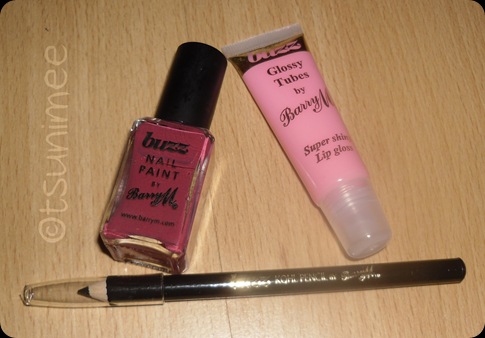 ©tsunimee
buzz
NAIL
PAINT
BY
Barry M®
www.barrym.com
buzz
Glossy
Tubes
by
Barry M®
Super shiny
Lip gloss
KOHL PENCIL BY Barry M®